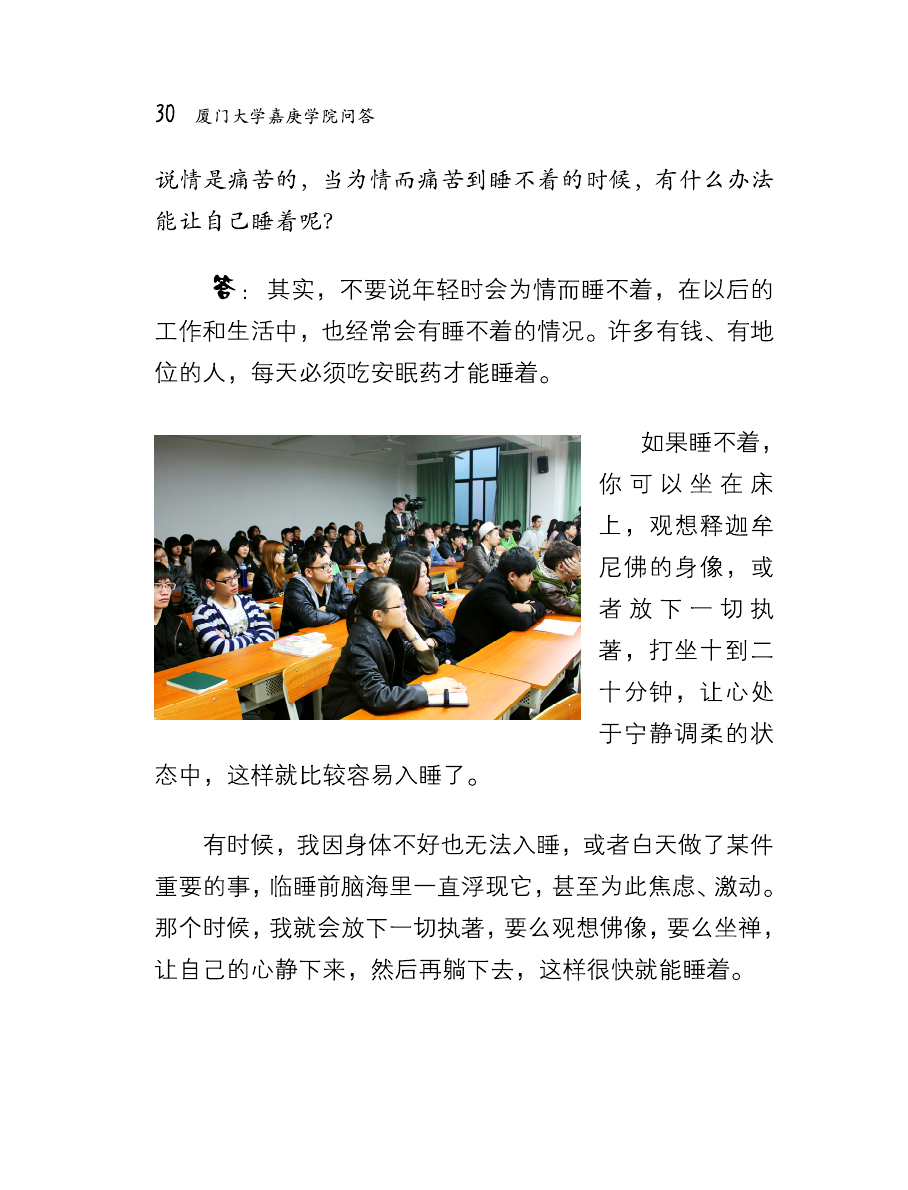 30 厦门大学嘉庚学院问答
说情是痛苦的，当为情而痛苦到睡不着的时候，有什么办法
能让自己睡着呢？
答：其实，不要说年轻时会为情而睡不着，在以后的
工作和生活中，也经常会有睡不着的情况。许多有钱、有地
位的人，每天必须吃安眠药才能睡着。
如果睡不着，
你可以坐在床
上，观想释迦牟
尼佛的身像，或
者放下一切执
著，打坐十到二
十分钟，让心处
于宁静调柔的状
态中，这样就比较容易入睡了。
有时候，我因身体不好也无法入睡，或者白天做了某件
重要的事，临睡前脑海里一直浮现它，甚至为此焦虑、激动。
那个时候，我就会放下一切执著，要么观想佛像，要么坐禅，
让自己的心静下来，然后再躺下去，这样很快就能睡着。